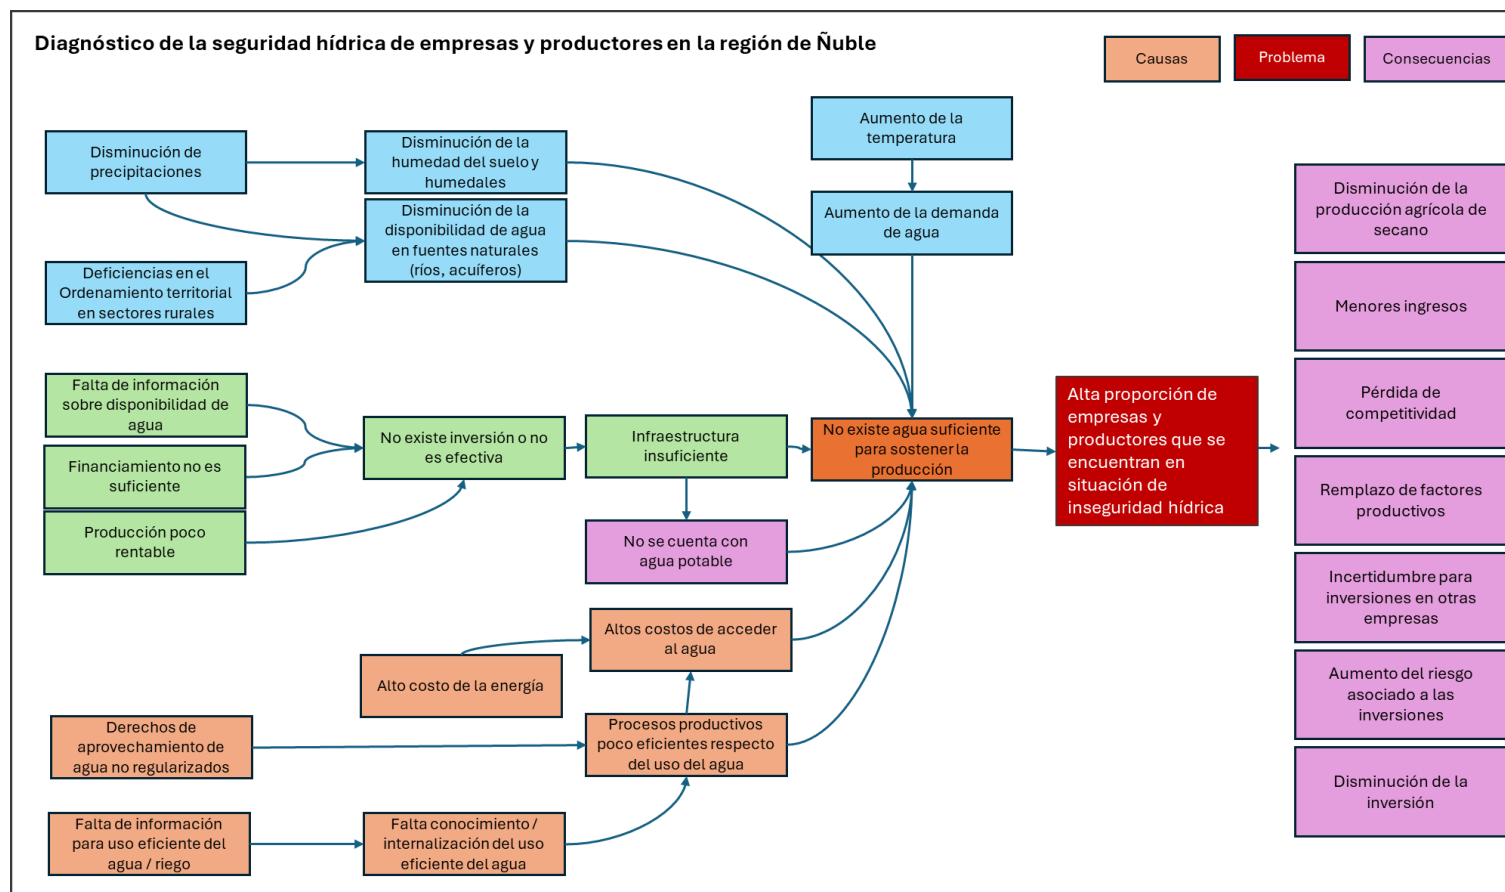 Diagnóstico de la seguridad hídrica de empresas y productores en la región de Ñuble
Causas
Problema
Consecuencias
Disminución de
precipitaciones
Disminución de la
humedad del suelo y
humedales
Aumento de la
temperatura
Disminución de la
disponibilidad de agua
en fuentes naturales
(ríos, acuíferos)
Aumento de la demanda
de agua
Deficiencias en el
Ordenamiento territorial
en sectores rurales
Falta de información
sobre disponibilidad de
agua
Financiamiento no es
suficiente
Producción poco
rentable
No existe inversión o no
es efectiva
Infraestructura
insuficiente
No se cuenta con
agua potable
No existe agua suficiente
para sostener la
producción
Alta proporción de
empresas y
productores que se
encuentran en
situación de
inseguridad hídrica
Altos costos de acceder
al agua
Alto costo de la energía
Derechos de
aprovechamiento de
agua no regularizados
Procesos productivos
poco eficientes respecto
del uso del agua
Falta de información
para uso eficiente del
agua / riego
Falta conocimiento /
internalización del uso
eficiente del agua
Disminución de la
producción agrícola de
secano
Menores ingresos
Pérdida de
competitividad
Remplazo de factores
productivos
Incertidumbre para
inversiones en otras
empresas
Aumento del riesgo
asociado a las
inversiones
Disminución de la
inversión